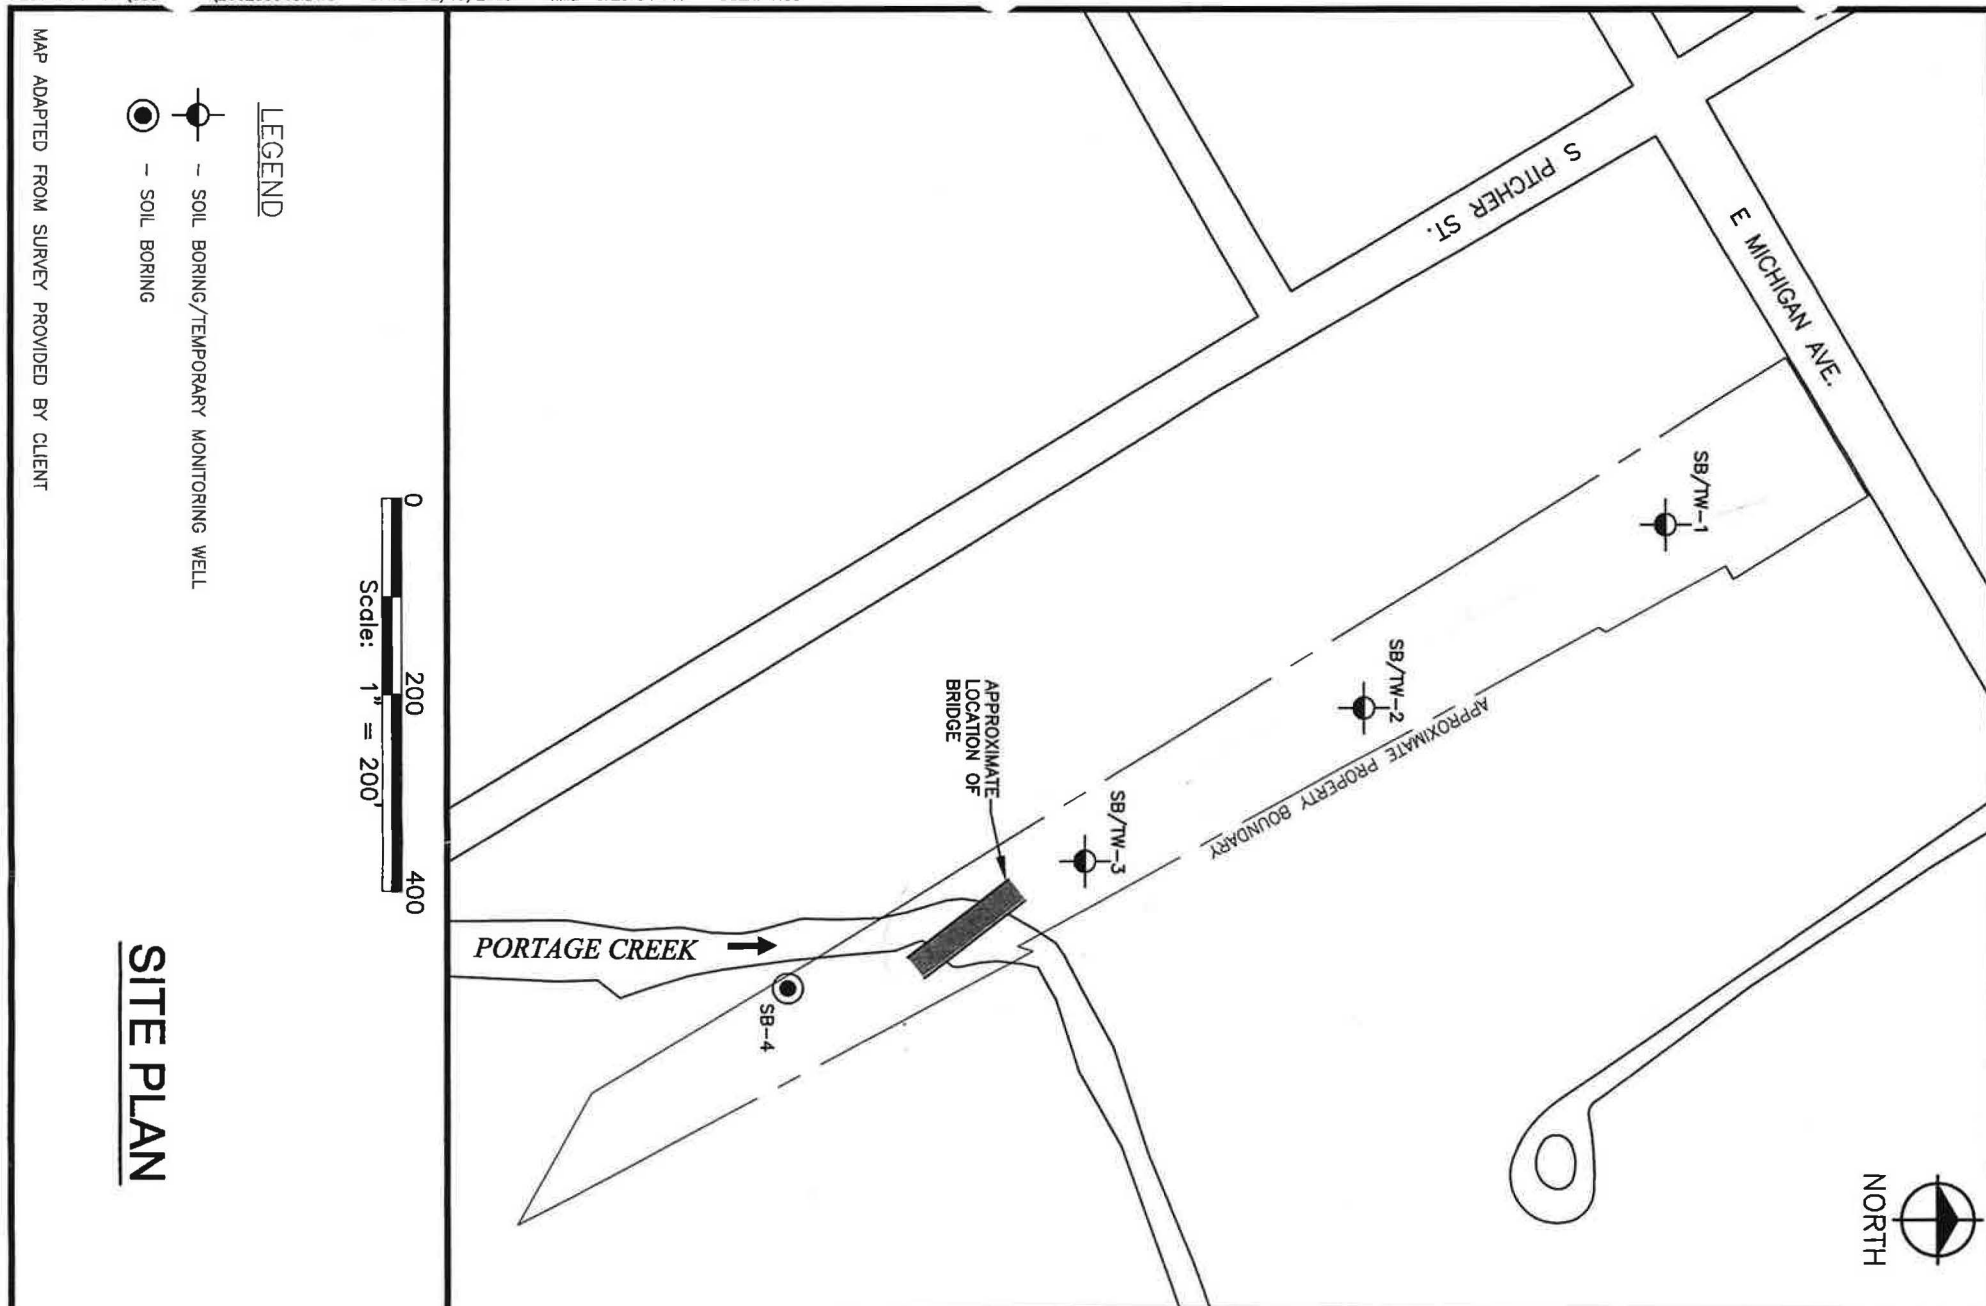 S PITCHER ST.
E MICHIGAN AVE.
SB/TW-1
SB/TW-2
APPROXIMATE PROPERTY BOUNDARY
SB/TW-3
APPROXIMATE
LOCATION OF
BRIDGE
PORTAGE CREEK
SB-4
NORTH
0 200 400
Scale: 1" = 200'
LEGEND
- SOIL BORING/TEMPORARY MONITORING WELL
- SOIL BORING
MAP ADAPTED FROM SURVEY PROVIDED BY CLIENT
SITE PLAN